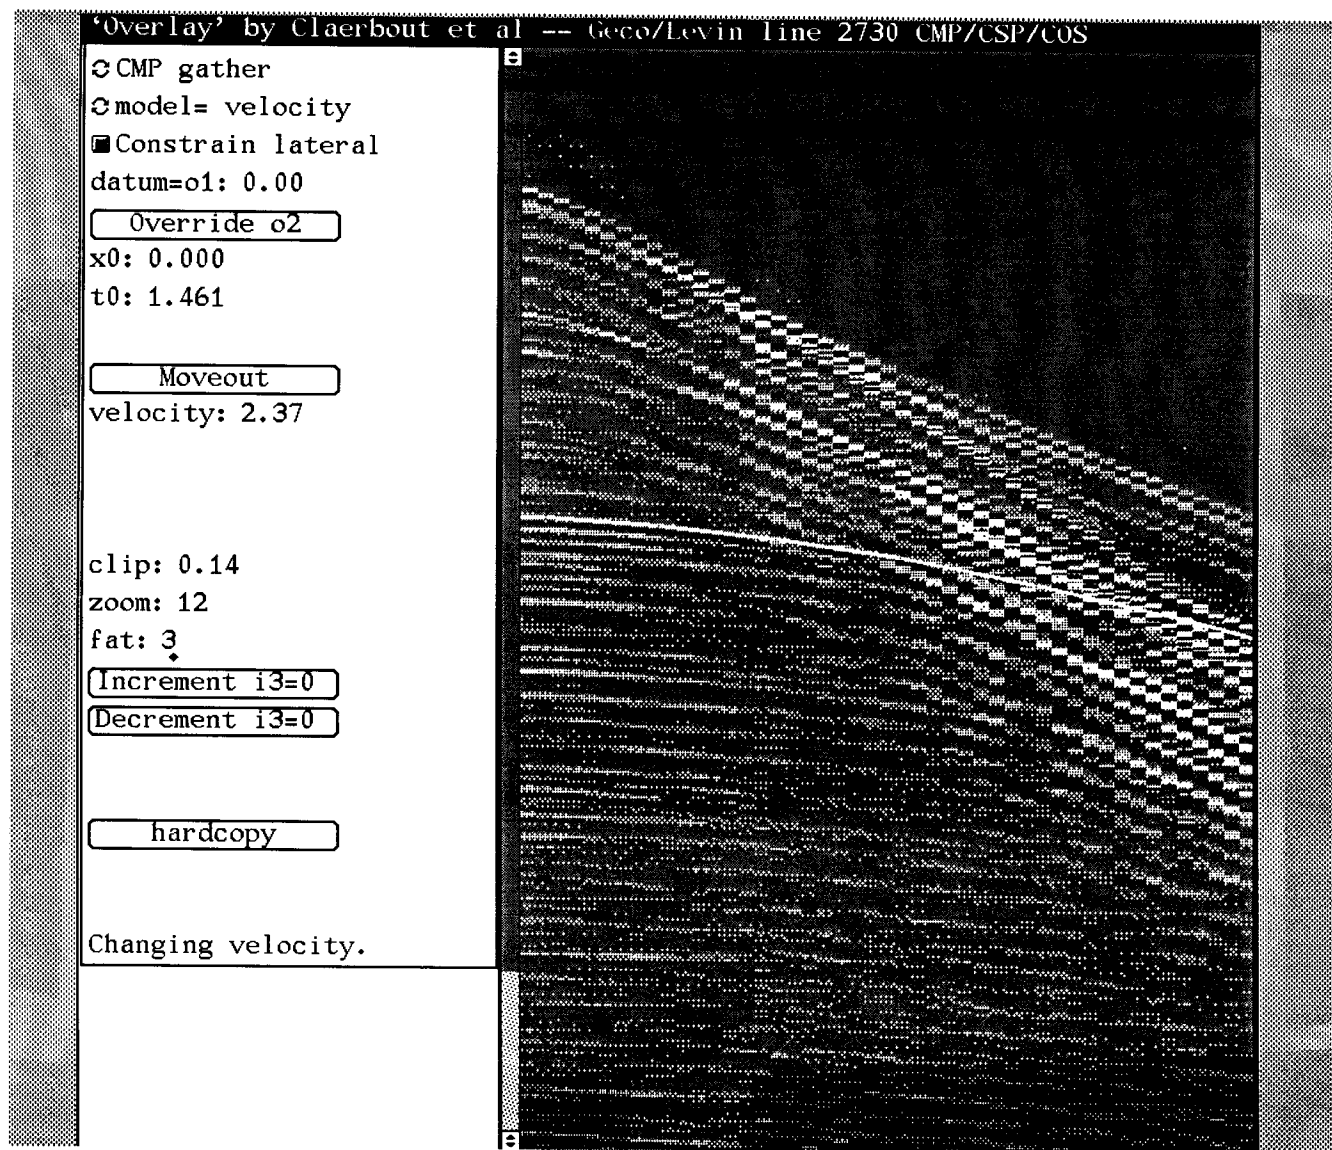 ‘Overlay’ by Claerbout et al -- Geco/Levin line 2730 CMP/CSP/COS
CMP gather
model= velocity
Constrain lateral
datum=o1: 0.00
Override o2
x0: 0.000
t0: 1.461
Moveout
velocity: 2.37
clip: 0.14
zoom: 12
fat: 3
Increment i3=0
Decrement i3=0
hardcopy
Changing velocity.